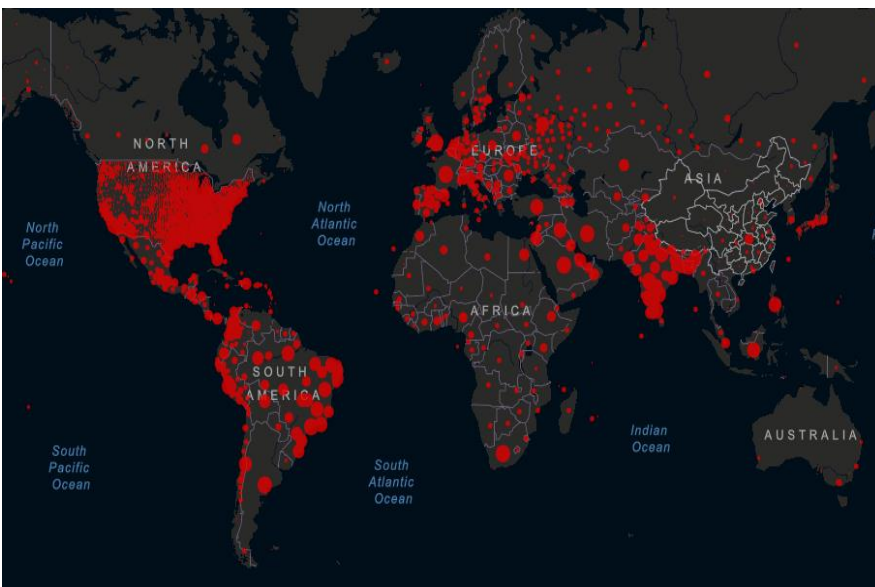 NORTH
AMERICA
EUROPE
ASIA
North
Pacific
Ocean
North
Atlantic
Ocean
AFRICA
SOUTH
AMERICA
South
Pacific
Ocean
South
Atlantic
Ocean
Indian
Ocean
AUSTRALIA